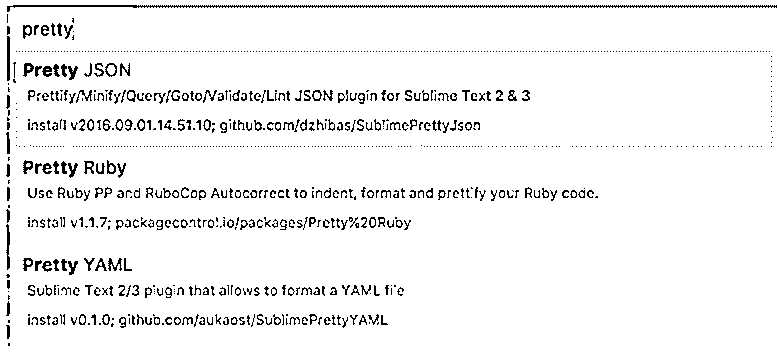 pretty
Pretty JSON
Prettify/Minify/Query/Goto/Validate/Lint JSON plugin for Sublime Text 2 & 3
install v2016.09.01.14.51.10; github.com/dzhibas/SublimePrettyJson
Pretty Ruby
Use Ruby PP and RuboCop Autocorrect to indent, format and prettify your Ruby code.
install v1.1.7; packagecontrol.io/packages/Pretty%20Ruby
Pretty YAML
Sublime Text 2/3 plugin that allows to format a YAML file
install v0.1.0; github.com/aukaost/SublimePrettyYAML